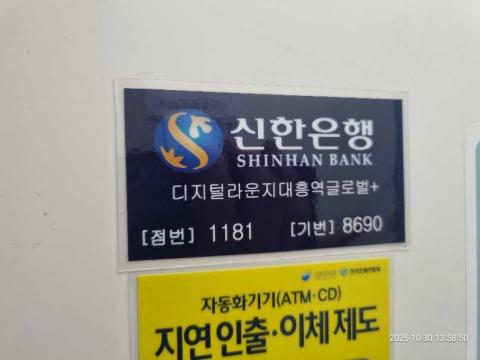 신한은행
SHINHAN BANK
디지털라운지대흥역글로벌+
[점번] 1181 [기번] 8690
자동화기기(ATM·CD)
지연 인출·이체 제도
2025-10-30 13:58:50